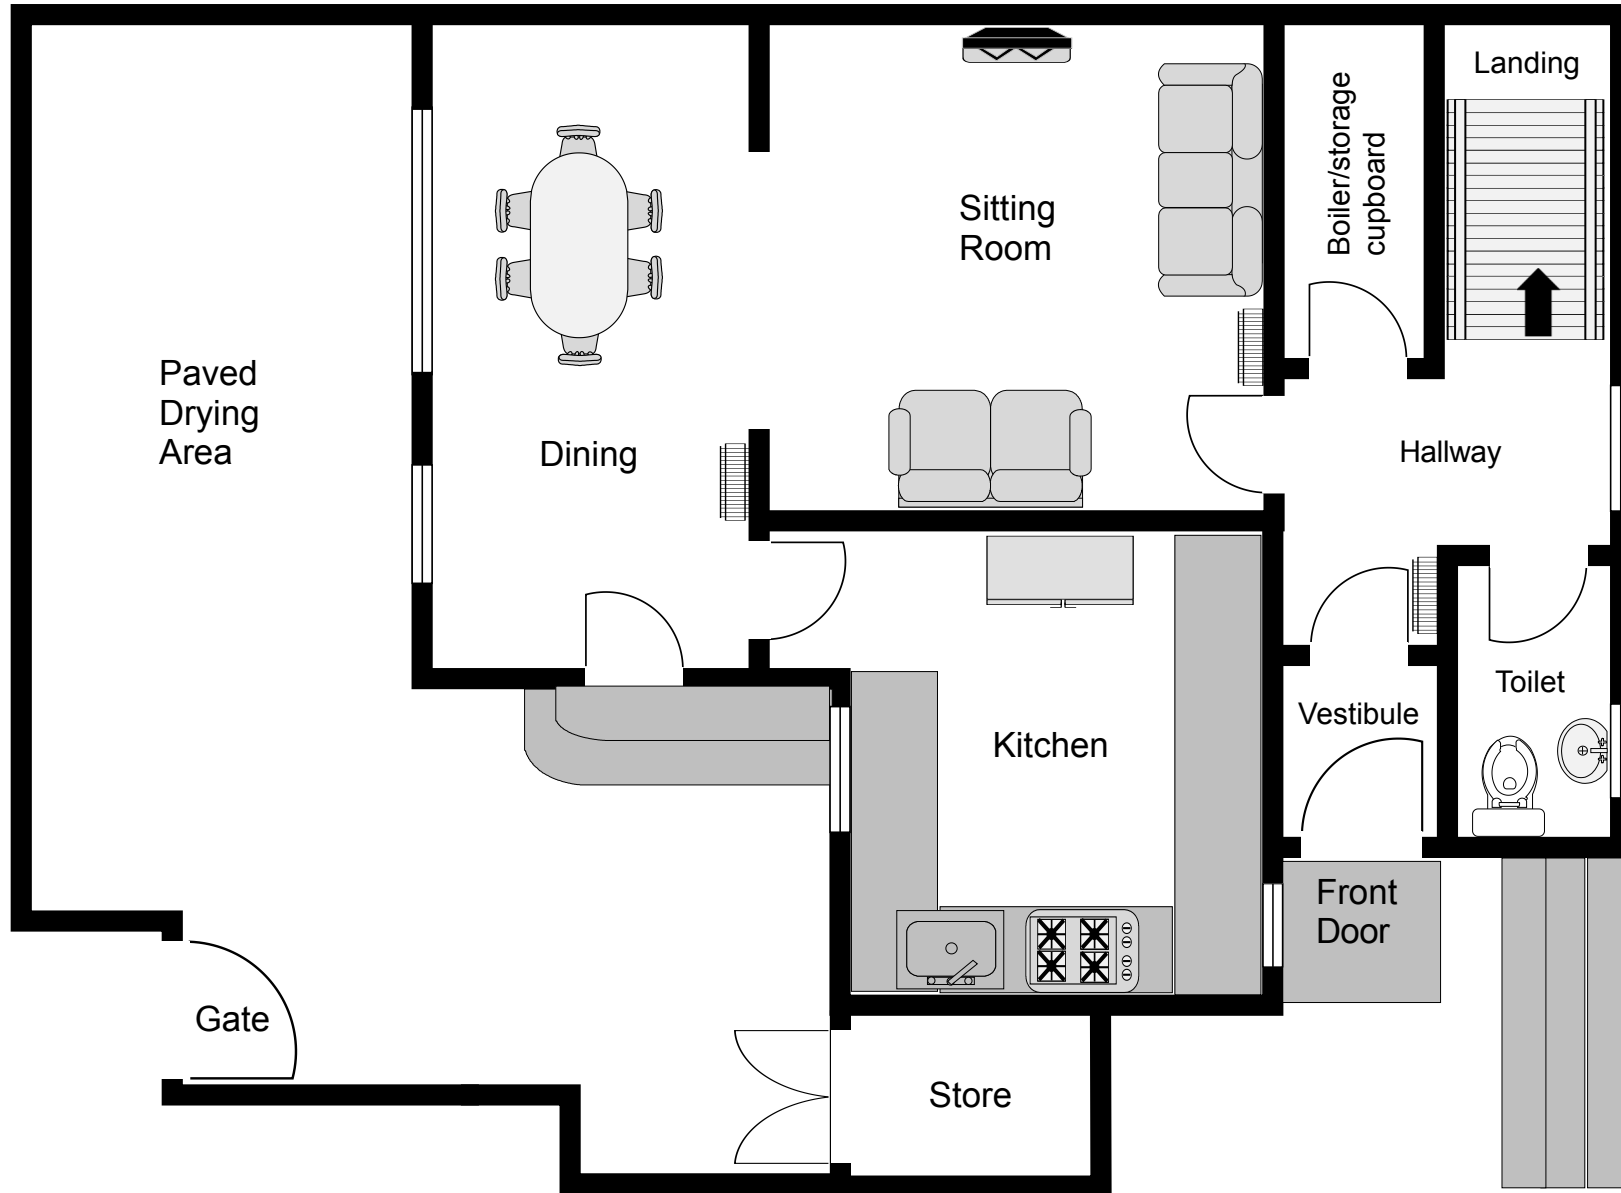 Landing
Boiler/storage
cupboard
Sitting
Room
Paved
Drying
Area
Dining
Hallway
Toilet
Vestibule
Kitchen
Front
Door
Gate
Store